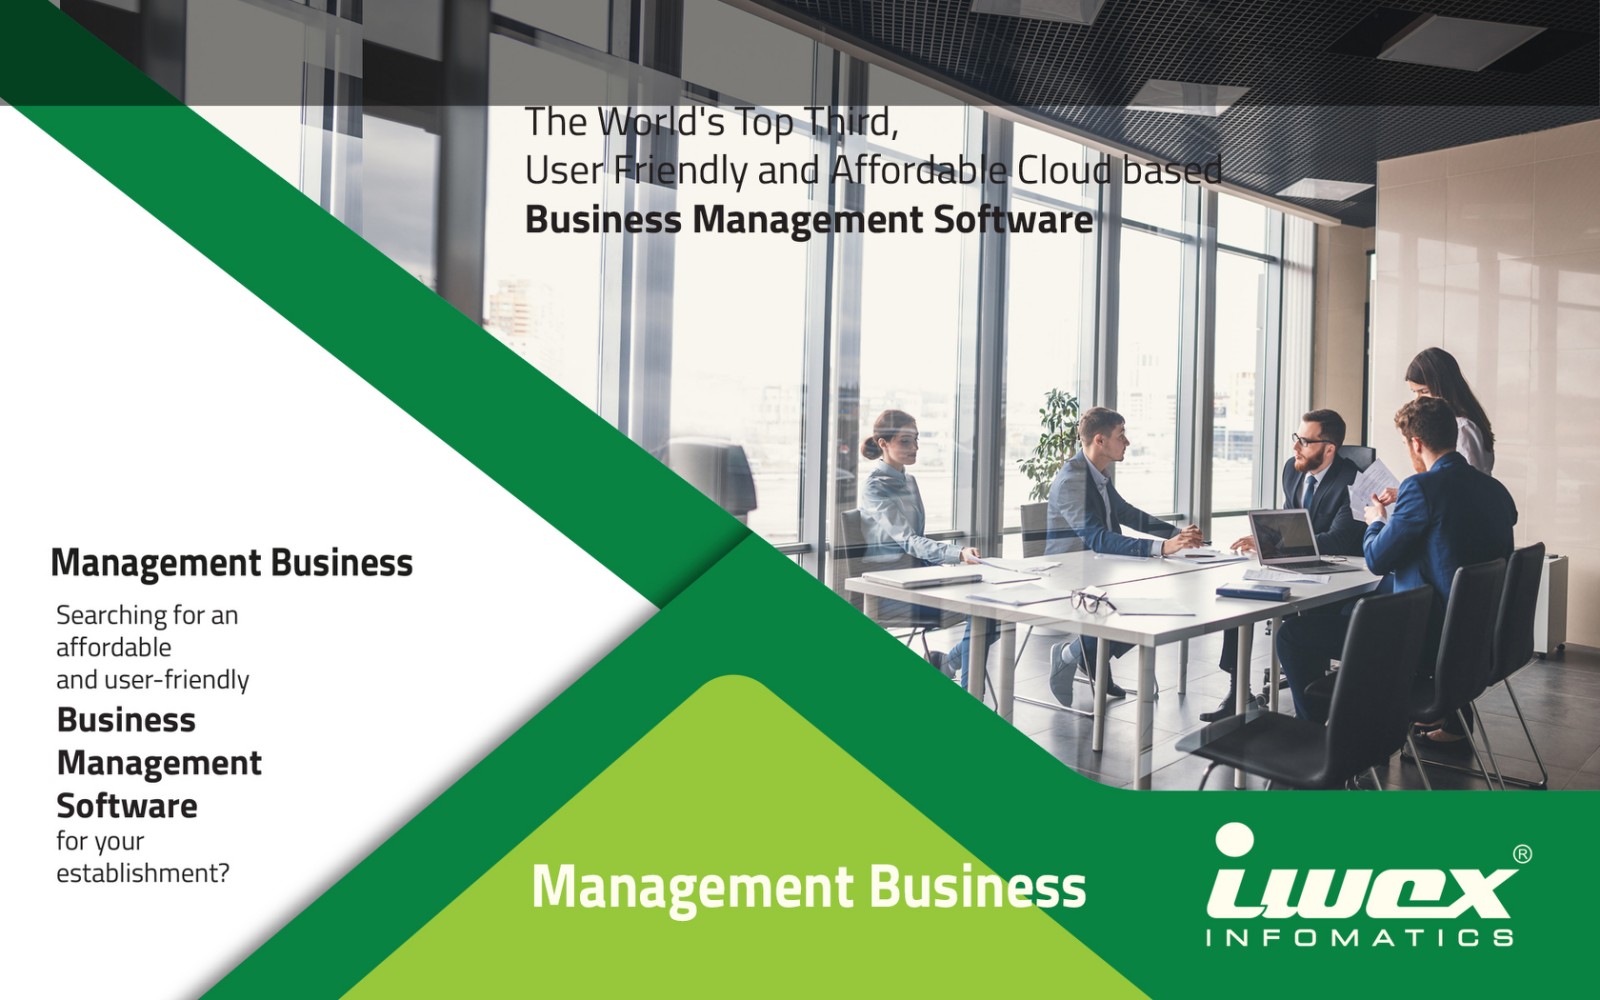 The World's Top Third,
User Friendly and Affordable Cloud based
Business Management Software
Management Business
Searching for an
affordable
and user-friendly
Business
Management
Software
for your
establishment?
Management Business
iwex ®
INFOMATICS